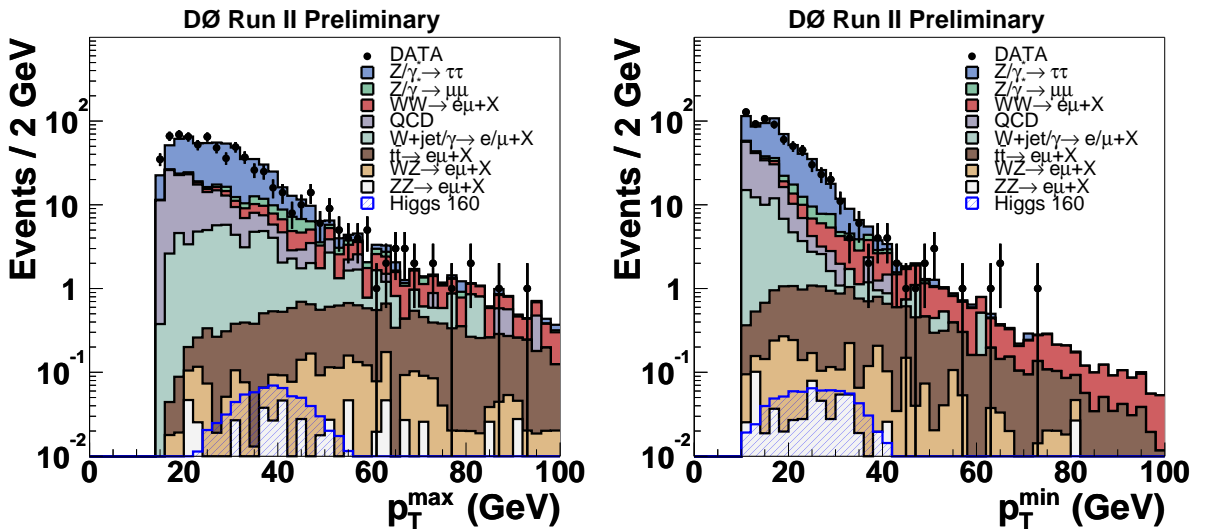 DØ Run II Preliminary
Events / 2 GeV
DATA
Z/γ*→ ττ
Z/γ*→ μμ
WW→ eμ+X
QCD
W+jet/γ→ e/μ+X
tt̄→ eμ+X
WZ→ eμ+X
ZZ→ eμ+X
Higgs 160
10²
10
1
10⁻¹
10⁻²
0 20 40 60 80 100
p_T^max (GeV)
DØ Run II Preliminary
Events / 2 GeV
DATA
Z/γ*→ ττ
Z/γ*→ μμ
WW→ eμ+X
QCD
W+jet/γ→ e/μ+X
tt̄→ eμ+X
WZ→ eμ+X
ZZ→ eμ+X
Higgs 160
10²
10
1
10⁻¹
10⁻²
0 20 40 60 80 100
p_T^min (GeV)